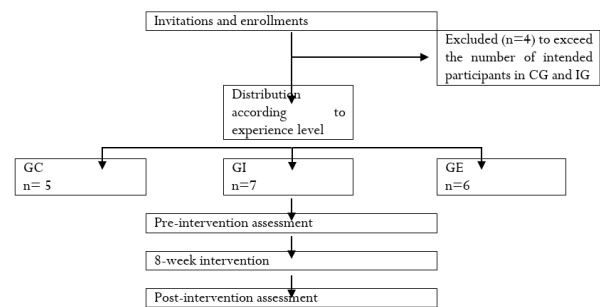 Invitations and enrollments
Excluded (n=4) to exceed
the number of intended
participants in CG and IG
Distribution
according to
experience level
GC
n= 5
GI
n=7
GE
n=6
Pre-intervention assessment
8-week intervention
Post-intervention assessment